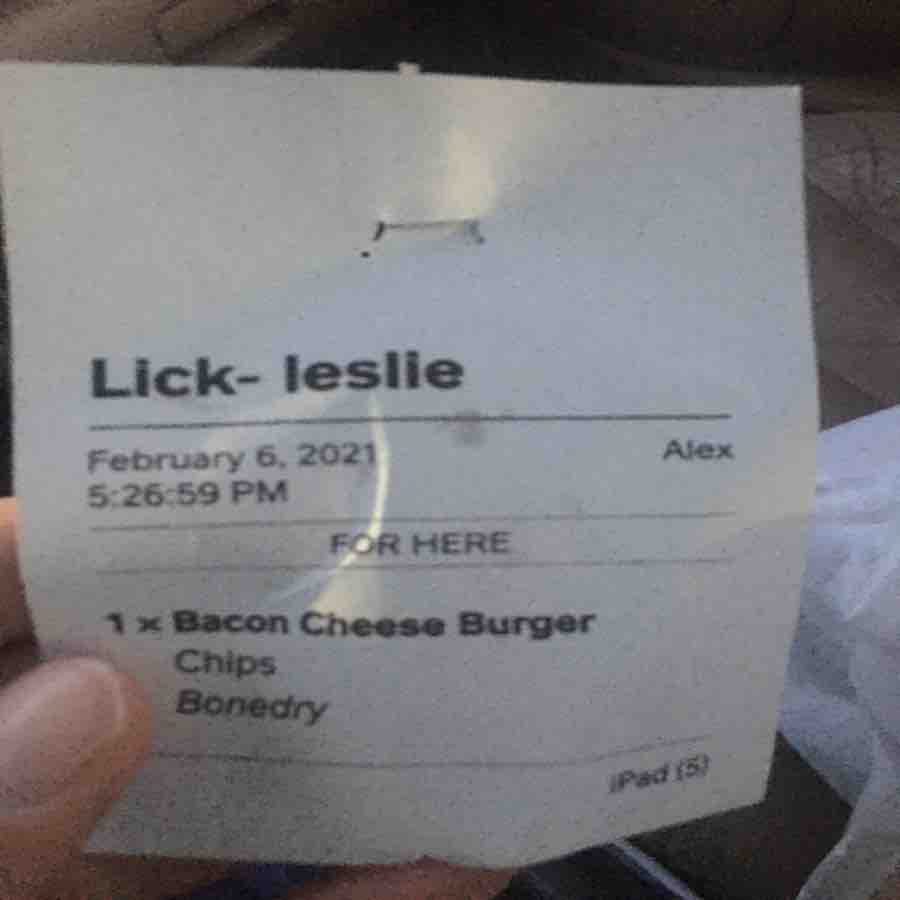 Lick- leslie
February 6, 2021 Alex
5:26:59 PM
FOR HERE
1 x Bacon Cheese Burger
Chips
Bonedry
iPad (5)